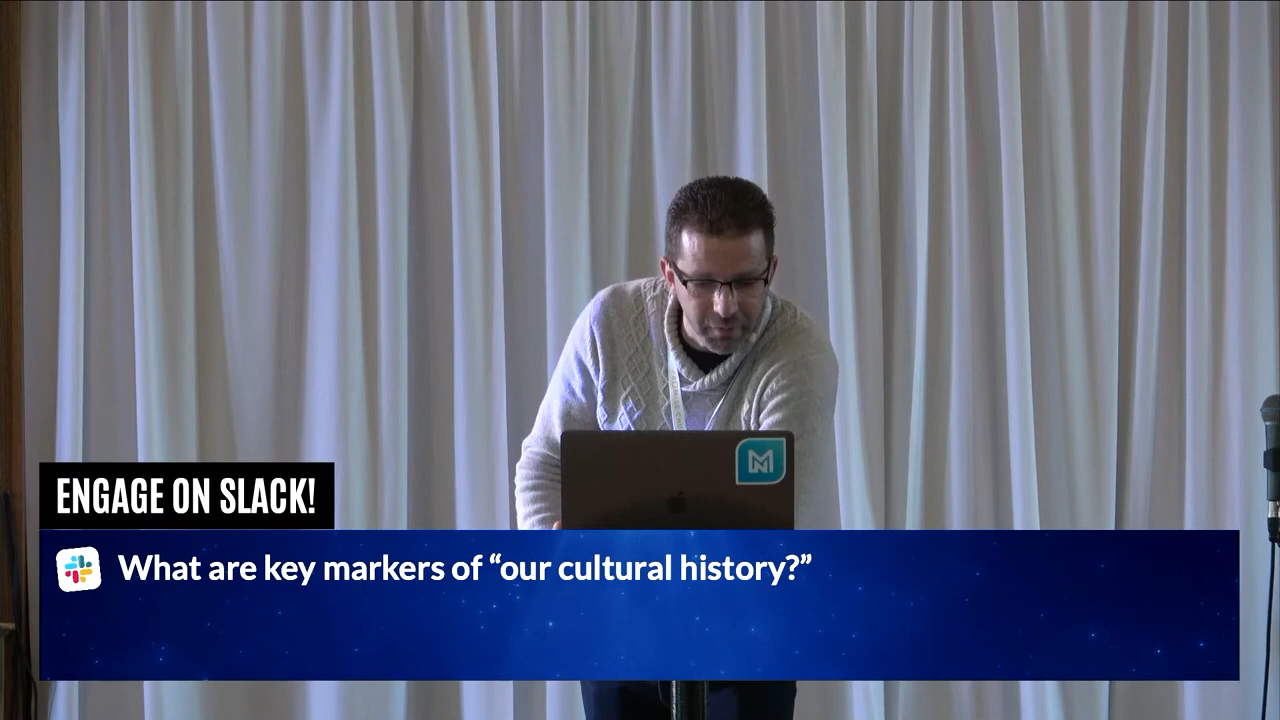 ENGAGE ON SLACK!
What are key markers of “our cultural history?”